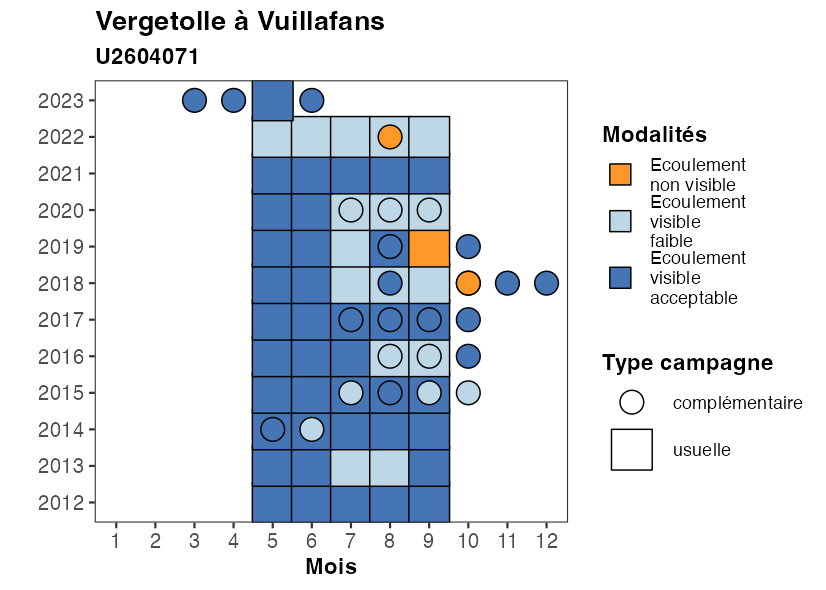 Vergetolle à Vuillafans
U2604071
2023
2022
2021
2020
2019
2018
2017
2016
2015
2014
2013
2012
1 2 3 4 5 6 7 8 9 10 11 12
Mois
Modalités
Ecoulement
non visible
Ecoulement
visible
faible
Ecoulement
visible
acceptable
Type campagne
complémentaire
usuelle